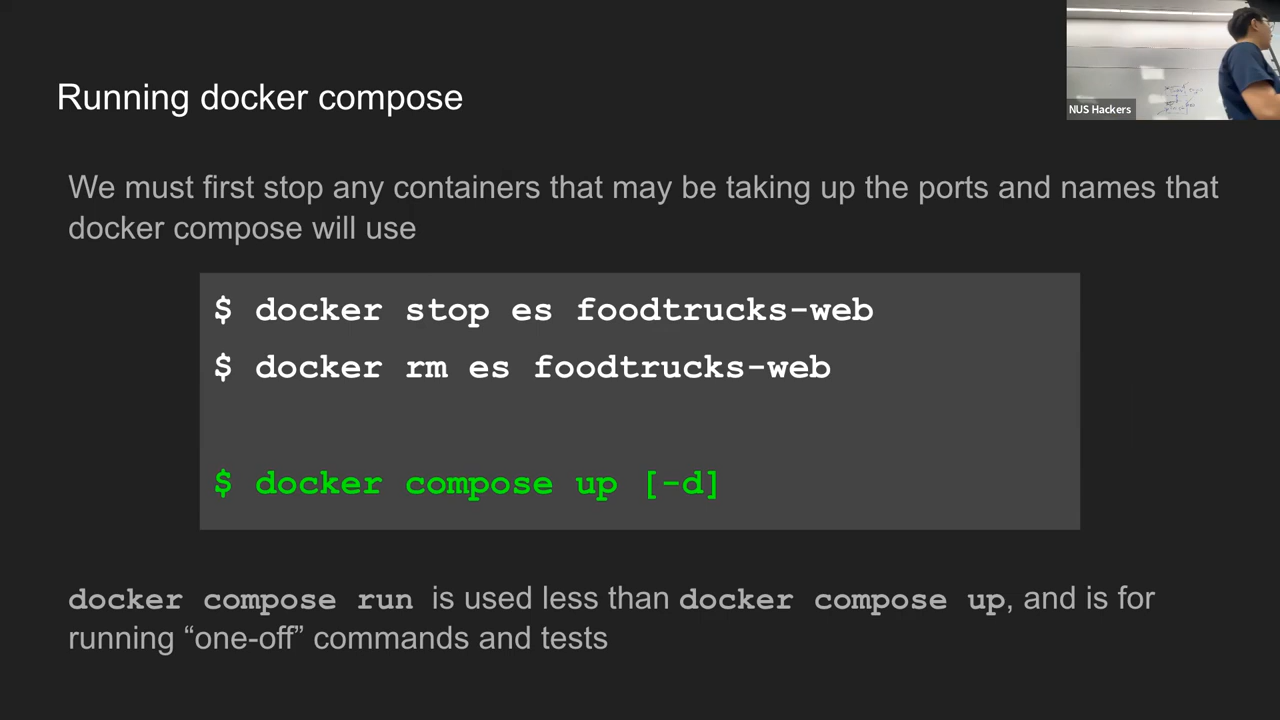 Running docker compose
NUS Hackers
We must first stop any containers that may be taking up the ports and names that
docker compose will use
$ docker stop es foodtrucks-web
$ docker rm es foodtrucks-web
$ docker compose up [-d]
docker compose run is used less than docker compose up, and is for
running “one-off” commands and tests